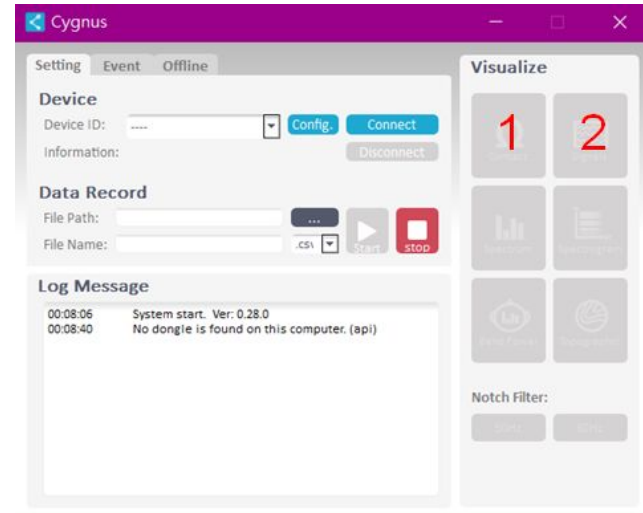 Cygnus
Setting Event Offline
Device
Device ID: ---- Config. Connect
Information: Disconnect
Data Record
File Path: ...
File Name: .csv Start stop
Log Message
00:08:06 System start. Ver: 0.28.0
00:08:40 No dongle is found on this computer. (api)
Visualize
1 2
Spectrum
Band Power
Notch Filter: